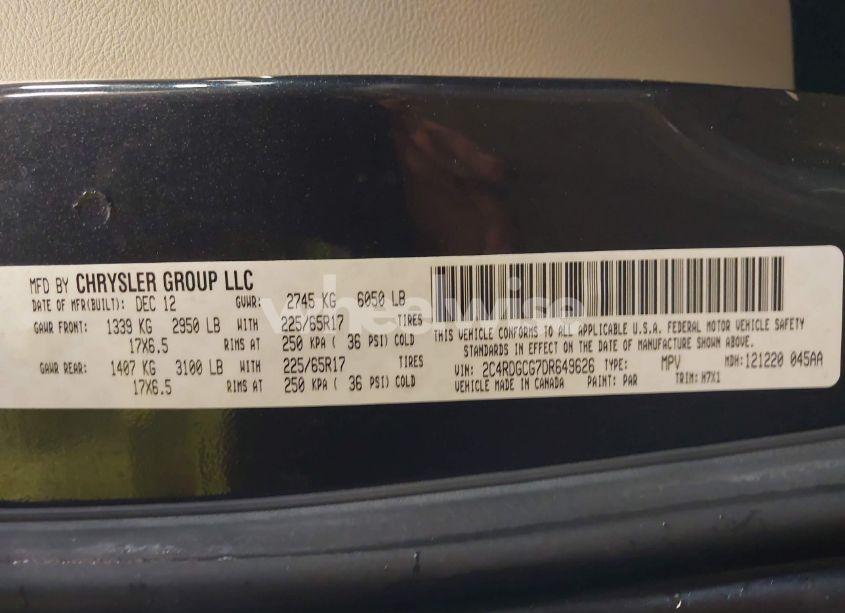 MFD BY CHRYSLER GROUP LLC
DATE OF MFR(BUILT): DEC 12 GVWR: 2745 KG 6050 LB
GAWR FRONT: 1339 KG 2950 LB WITH 225/65R17 TIRES
17X6.5 RIMS AT 250 KPA ( 36 PSI) COLD
GAWR REAR: 1407 KG 3100 LB WITH 225/65R17 TIRES
17X6.5 RIMS AT 250 KPA ( 36 PSI) COLD
THIS VEHICLE CONFORMS TO ALL APPLICABLE U.S.A. FEDERAL MOTOR VEHICLE SAFETY
STANDARDS IN EFFECT ON THE DATE OF MANUFACTURE SHOWN ABOVE.
VIN: 2C4RDGCG7DR649626 TYPE: MPV MDH: 121220 045AA
VEHICLE MADE IN CANADA PAINT: PAR TRIM: H7X1
wheelwise